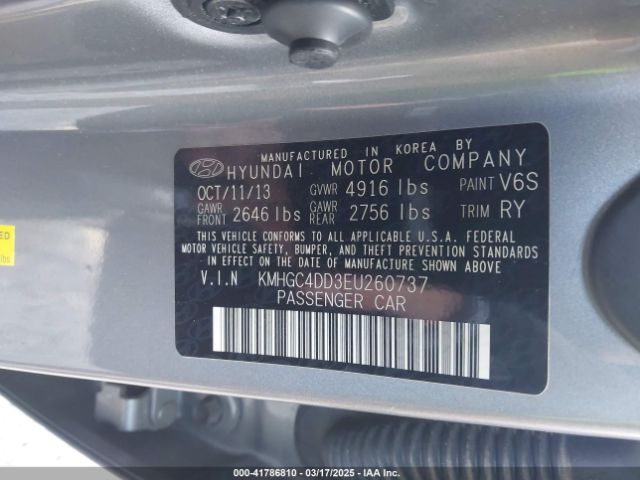 MANUFACTURED IN KOREA BY
HYUNDAI MOTOR COMPANY
OCT/11/13 GVWR 4916 lbs PAINT V6S
GAWR FRONT 2646 lbs GAWR REAR 2756 lbs TRIM RY
THIS VEHICLE CONFORMS TO ALL APPLICABLE U.S.A. FEDERAL
MOTOR VEHICLE SAFETY, BUMPER, AND THEFT PREVENTION STANDARDS
IN EFFECT ON THE DATE OF MANUFACTURE SHOWN ABOVE
V.I.N KMHGC4DD3EU260737
PASSENGER CAR
lbs
000-41786810 - 03/17/2025 - IAA, Inc. - Copyrighted